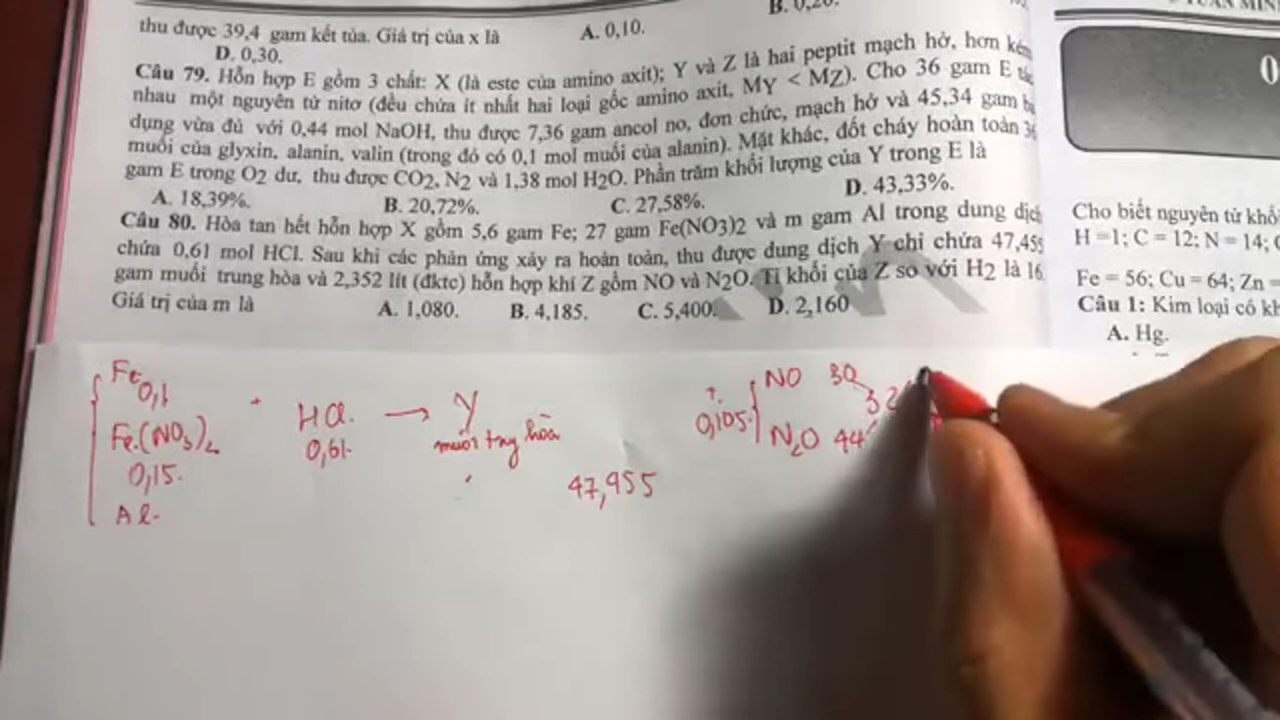 thu được 39,4 gam kết tủa. Giá trị của x là A. 0,10. B. 0,20.
D. 0,30.
Câu 79. Hỗn hợp E gồm 3 chất: X (là este của amino axit); Y và Z là hai peptit mạch hở, hơn kém
nhau một nguyên tử nitơ (đều chứa ít nhất hai loại gốc amino axit, MY < MZ). Cho 36 gam E tác
dụng vừa đủ với 0,44 mol NaOH, thu được 7,36 gam ancol no, đơn chức, mạch hở và 45,34 gam ba
muối của glyxin, alanin, valin (trong đó có 0,1 mol muối của alanin). Mặt khác, đốt cháy hoàn toàn 36
gam E trong O2 dư, thu được CO2, N2 và 1,38 mol H2O. Phần trăm khối lượng của Y trong E là
A. 18,39%. B. 20,72%. C. 27,58%. D. 43,33%.
Câu 80. Hòa tan hết hỗn hợp X gồm 5,6 gam Fe; 27 gam Fe(NO3)2 và m gam Al trong dung dịch
chứa 0,61 mol HCl. Sau khi các phản ứng xảy ra hoàn toàn, thu được dung dịch Y chỉ chứa 47,455
gam muối trung hòa và 2,352 lít (đktc) hỗn hợp khí Z gồm NO và N2O. Tỉ khối của Z so với H2 là 16.
Giá trị của m là A. 1,080. B. 4,185. C. 5,400. D. 2,160
Cho biết nguyên tử khối
H =1; C = 12; N = 14;
Fe = 56; Cu = 64; Zn =
Câu 1: Kim loại có kh
A. Hg.
Fe 0,1
Fe(NO3)2
0,15.
Al.
+ HCl. → Y
0,61.
muối trung hòa
47,955
0,105.
NO 30
N2O 44
32